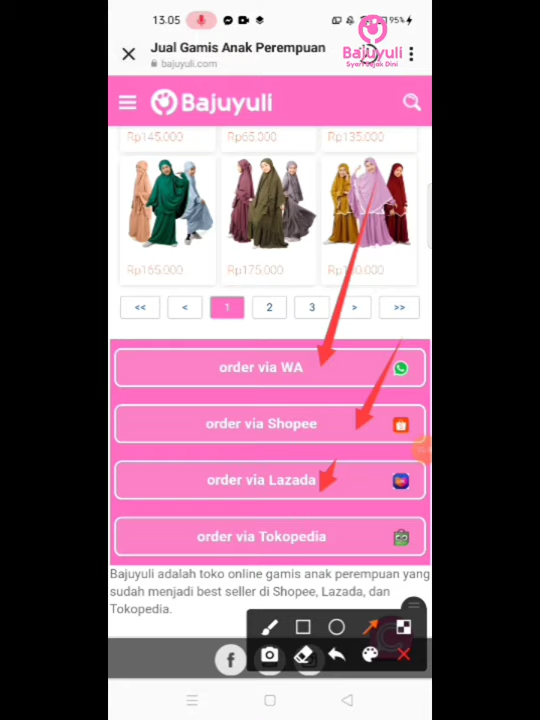 13.05
95%
Jual Gamis Anak Perempuan
bajuyuli.com
Bajuyuli
Syar'i Sejak Dini
Bajuyuli
Rp145.000 Rp65.000 Rp135.000
Rp165.000 Rp175.000
<< < 1 2 3 > >>
order via WA
order via Shopee
order via Lazada
order via Tokopedia
Bajuyuli adalah toko online gamis anak perempuan yang
sudah menjadi best seller di Shopee, Lazada, dan
Tokopedia.